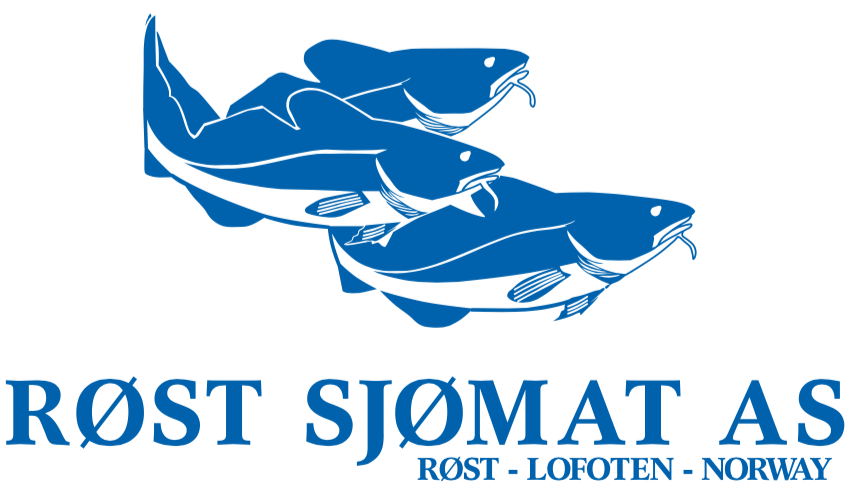 RØST SJØMAT AS
RØST - LOFOTEN - NORWAY